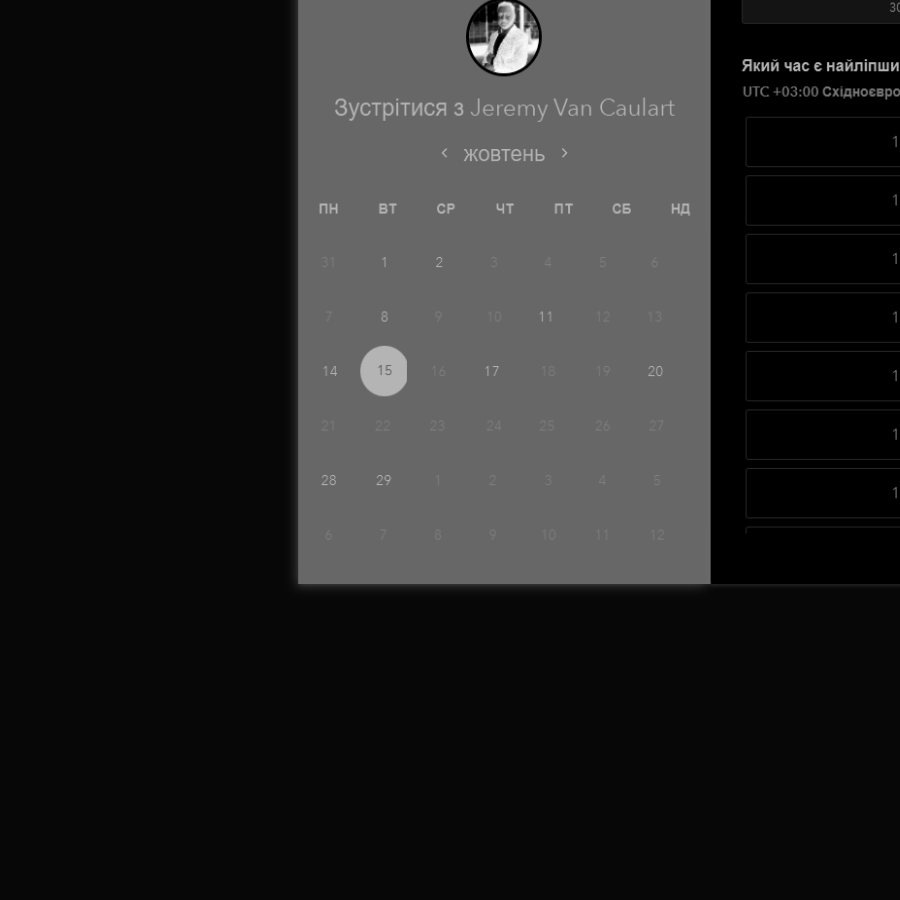 Зустрітися з Jeremy Van Caulart
жовтень
ПН ВТ СР ЧТ ПТ СБ НД
31 1 2 3 4 5 6
7 8 9 10 11 12 13
14 15 16 17 18 19 20
21 22 23 24 25 26 27
28 29 1 2 3 4 5
6 7 8 9 10 11 12
30
Який час є найліпши
UTC +03:00 Східноєвро
1
1
1
1
1
1
1